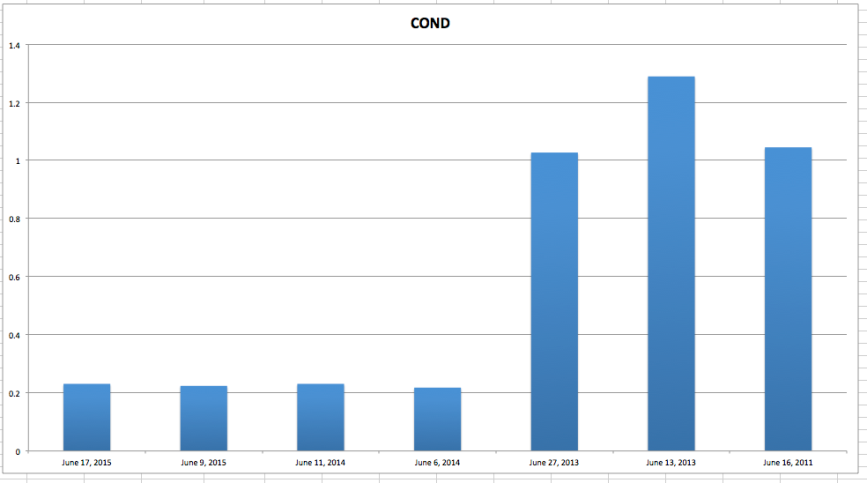 COND
1.4
1.2
1
0.8
0.6
0.4
0.2
0
June 17, 2015
June 9, 2015
June 11, 2014
June 6, 2014
June 27, 2013
June 13, 2013
June 16, 2011